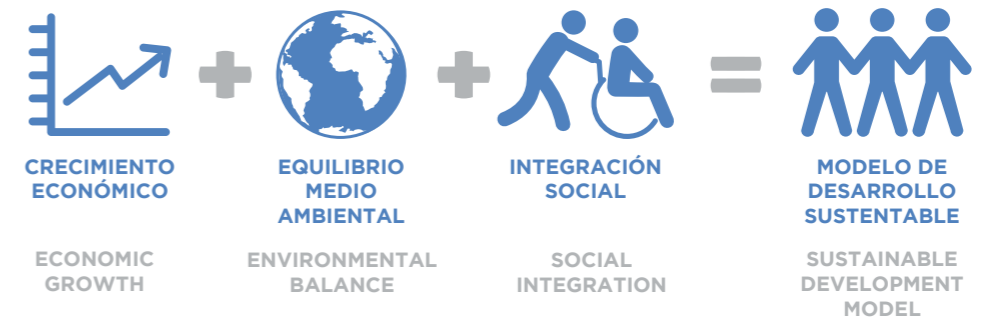 CRECIMIENTO
ECONÓMICO
EQUILIBRIO
MEDIO
AMBIENTAL
INTEGRACIÓN
SOCIAL
MODELO DE
DESARROLLO
SUSTENTABLE
ECONOMIC
GROWTH
ENVIRONMENTAL
BALANCE
SOCIAL
INTEGRATION
SUSTAINABLE
DEVELOPMENT
MODEL